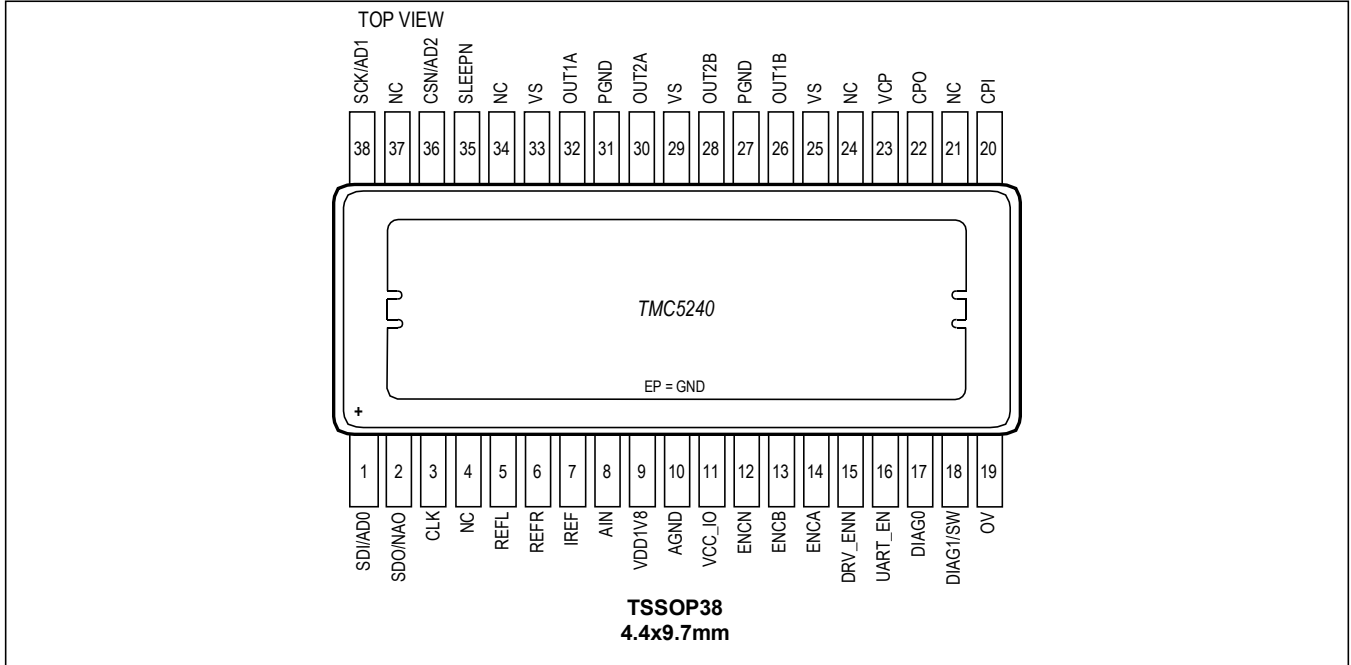 TOP VIEW
SCK/AD1
NC
CSN/AD2
SLEEPN
NC
VS
OUT1A
PGND
OUT2A
VS
OUT2B
PGND
OUT1B
VS
NC
VCP
CPO
NC
CPI
38 37 36 35 34 33 32 31 30 29 28 27 26 25 24 23 22 21 20
TMC5240
EP = GND
+
1 2 3 4 5 6 7 8 9 10 11 12 13 14 15 16 17 18 19
SDI/AD0
SDO/NAO
CLK
NC
REFL
REFR
IREF
AIN
VDD1V8
AGND
VCC_IO
ENCN
ENCB
ENCA
DRV_ENN
UART_EN
DIAG0
DIAG1/SW
OV
TSSOP38
4.4x9.7mm